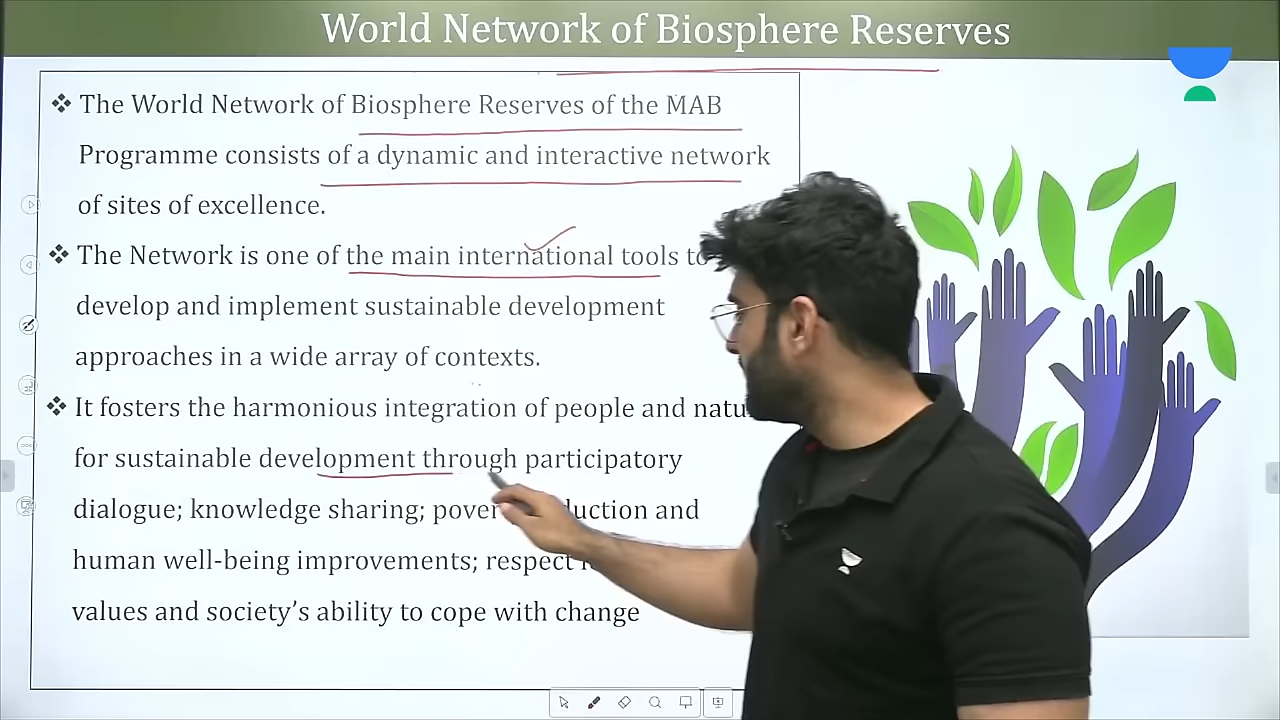 World Network of Biosphere Reserves
❖ The World Network of Biosphere Reserves of the MAB
Programme consists of a dynamic and interactive network
of sites of excellence.
❖ The Network is one of the main international tools to
develop and implement sustainable development
approaches in a wide array of contexts.
❖ It fosters the harmonious integration of people and
for sustainable development through participatory
dialogue; knowledge sharing; and
human well-being improvements; respect
values and society's ability to cope with change